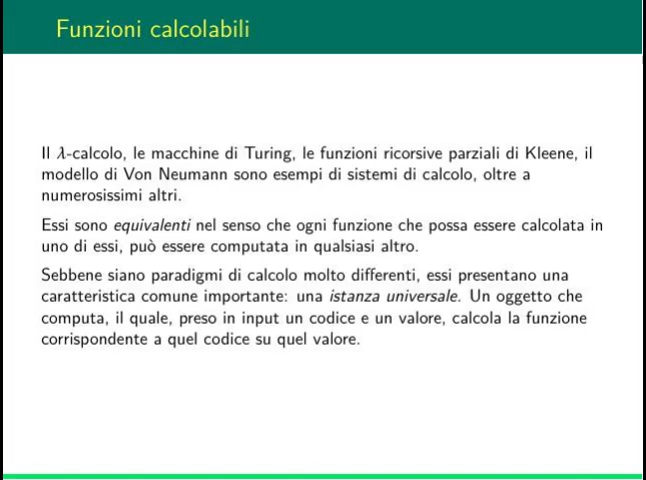 Funzioni calcolabili
Il λ-calcolo, le macchine di Turing, le funzioni ricorsive parziali di Kleene, il
modello di Von Neumann sono esempi di sistemi di calcolo, oltre a
numerosissimi altri.
Essi sono equivalenti nel senso che ogni funzione che possa essere calcolata in
uno di essi, può essere computata in qualsiasi altro.
Sebbene siano paradigmi di calcolo molto differenti, essi presentano una
caratteristica comune importante: una istanza universale. Un oggetto che
computa, il quale, preso in input un codice e un valore, calcola la funzione
corrispondente a quel codice su quel valore.